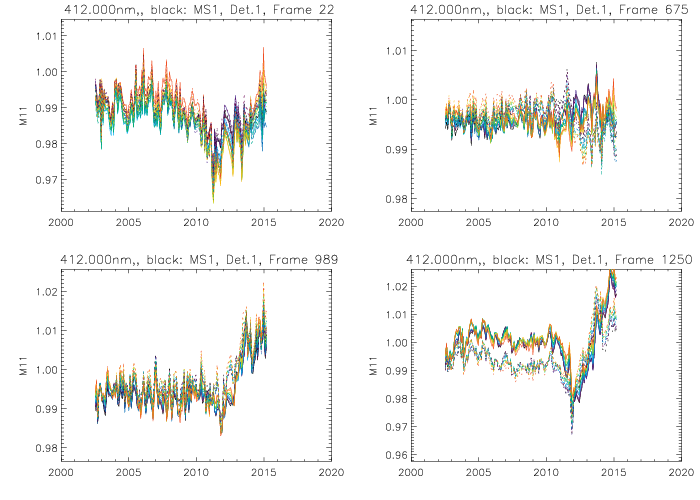 412.000nm,, black: MS1, Det.1, Frame 22
412.000nm,, black: MS1, Det.1, Frame 675
1.01
1.00
0.99
0.98
0.97
M11
2000 2005 2010 2015 2020
1.01
1.00
0.99
0.98
M11
2000 2005 2010 2015 2020
412.000nm,, black: MS1, Det.1, Frame 989
412.000nm,, black: MS1, Det.1, Frame 1250
1.02
1.01
1.00
0.99
0.98
M11
2000 2005 2010 2015 2020
1.02
1.01
1.00
0.99
0.98
0.97
0.96
M11
2000 2005 2010 2015 2020